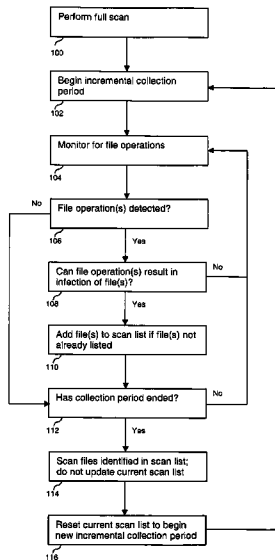 Perform full scan
100
Begin incremental collection
period
102
Monitor for file operations
104
No
File operation(s) detected?
106
Yes
Can file operation(s) result in
infection of file(s)?
No
108
Yes
Add file(s) to scan list if file(s) not
already listed
110
Has collection period ended?
No
112
Yes
Scan files identified in scan list;
do not update current scan list
114
Reset current scan list to begin
new incremental collection period
116